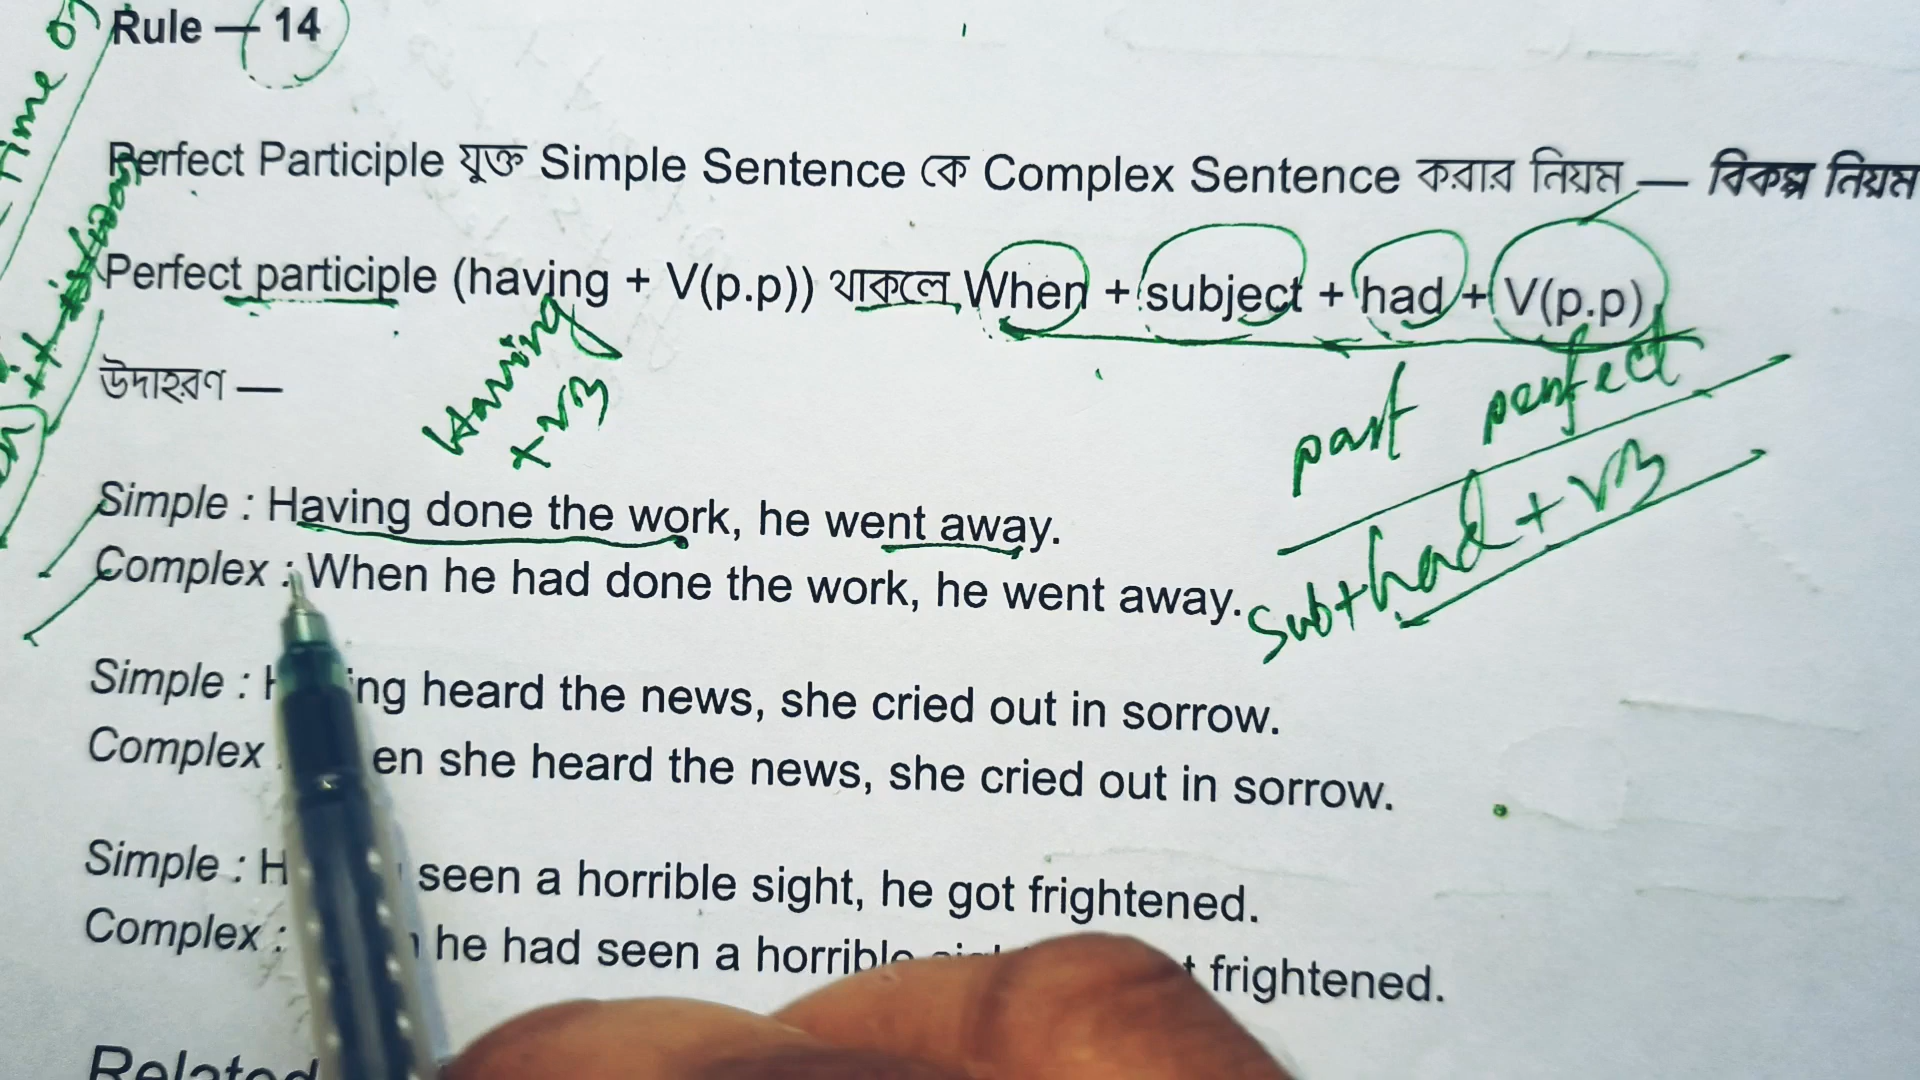 Rule — 14
Perfect Participle যুক্ত Simple Sentence কে Complex Sentence করার নিয়ম — বিকল্প নিয়ম
Perfect participle (having + V(p.p)) থাকলে When + subject + had + V(p.p)
past perfect
Having
+ V3
উদাহরণ —
sub + had + V3
Simple : Having done the work, he went away.
Complex : When he had done the work, he went away.
Simple : ing heard the news, she cried out in sorrow.
Complex en she heard the news, she cried out in sorrow.
Simple : H seen a horrible sight, he got frightened.
Complex : he had seen a horrible frightened.
Related